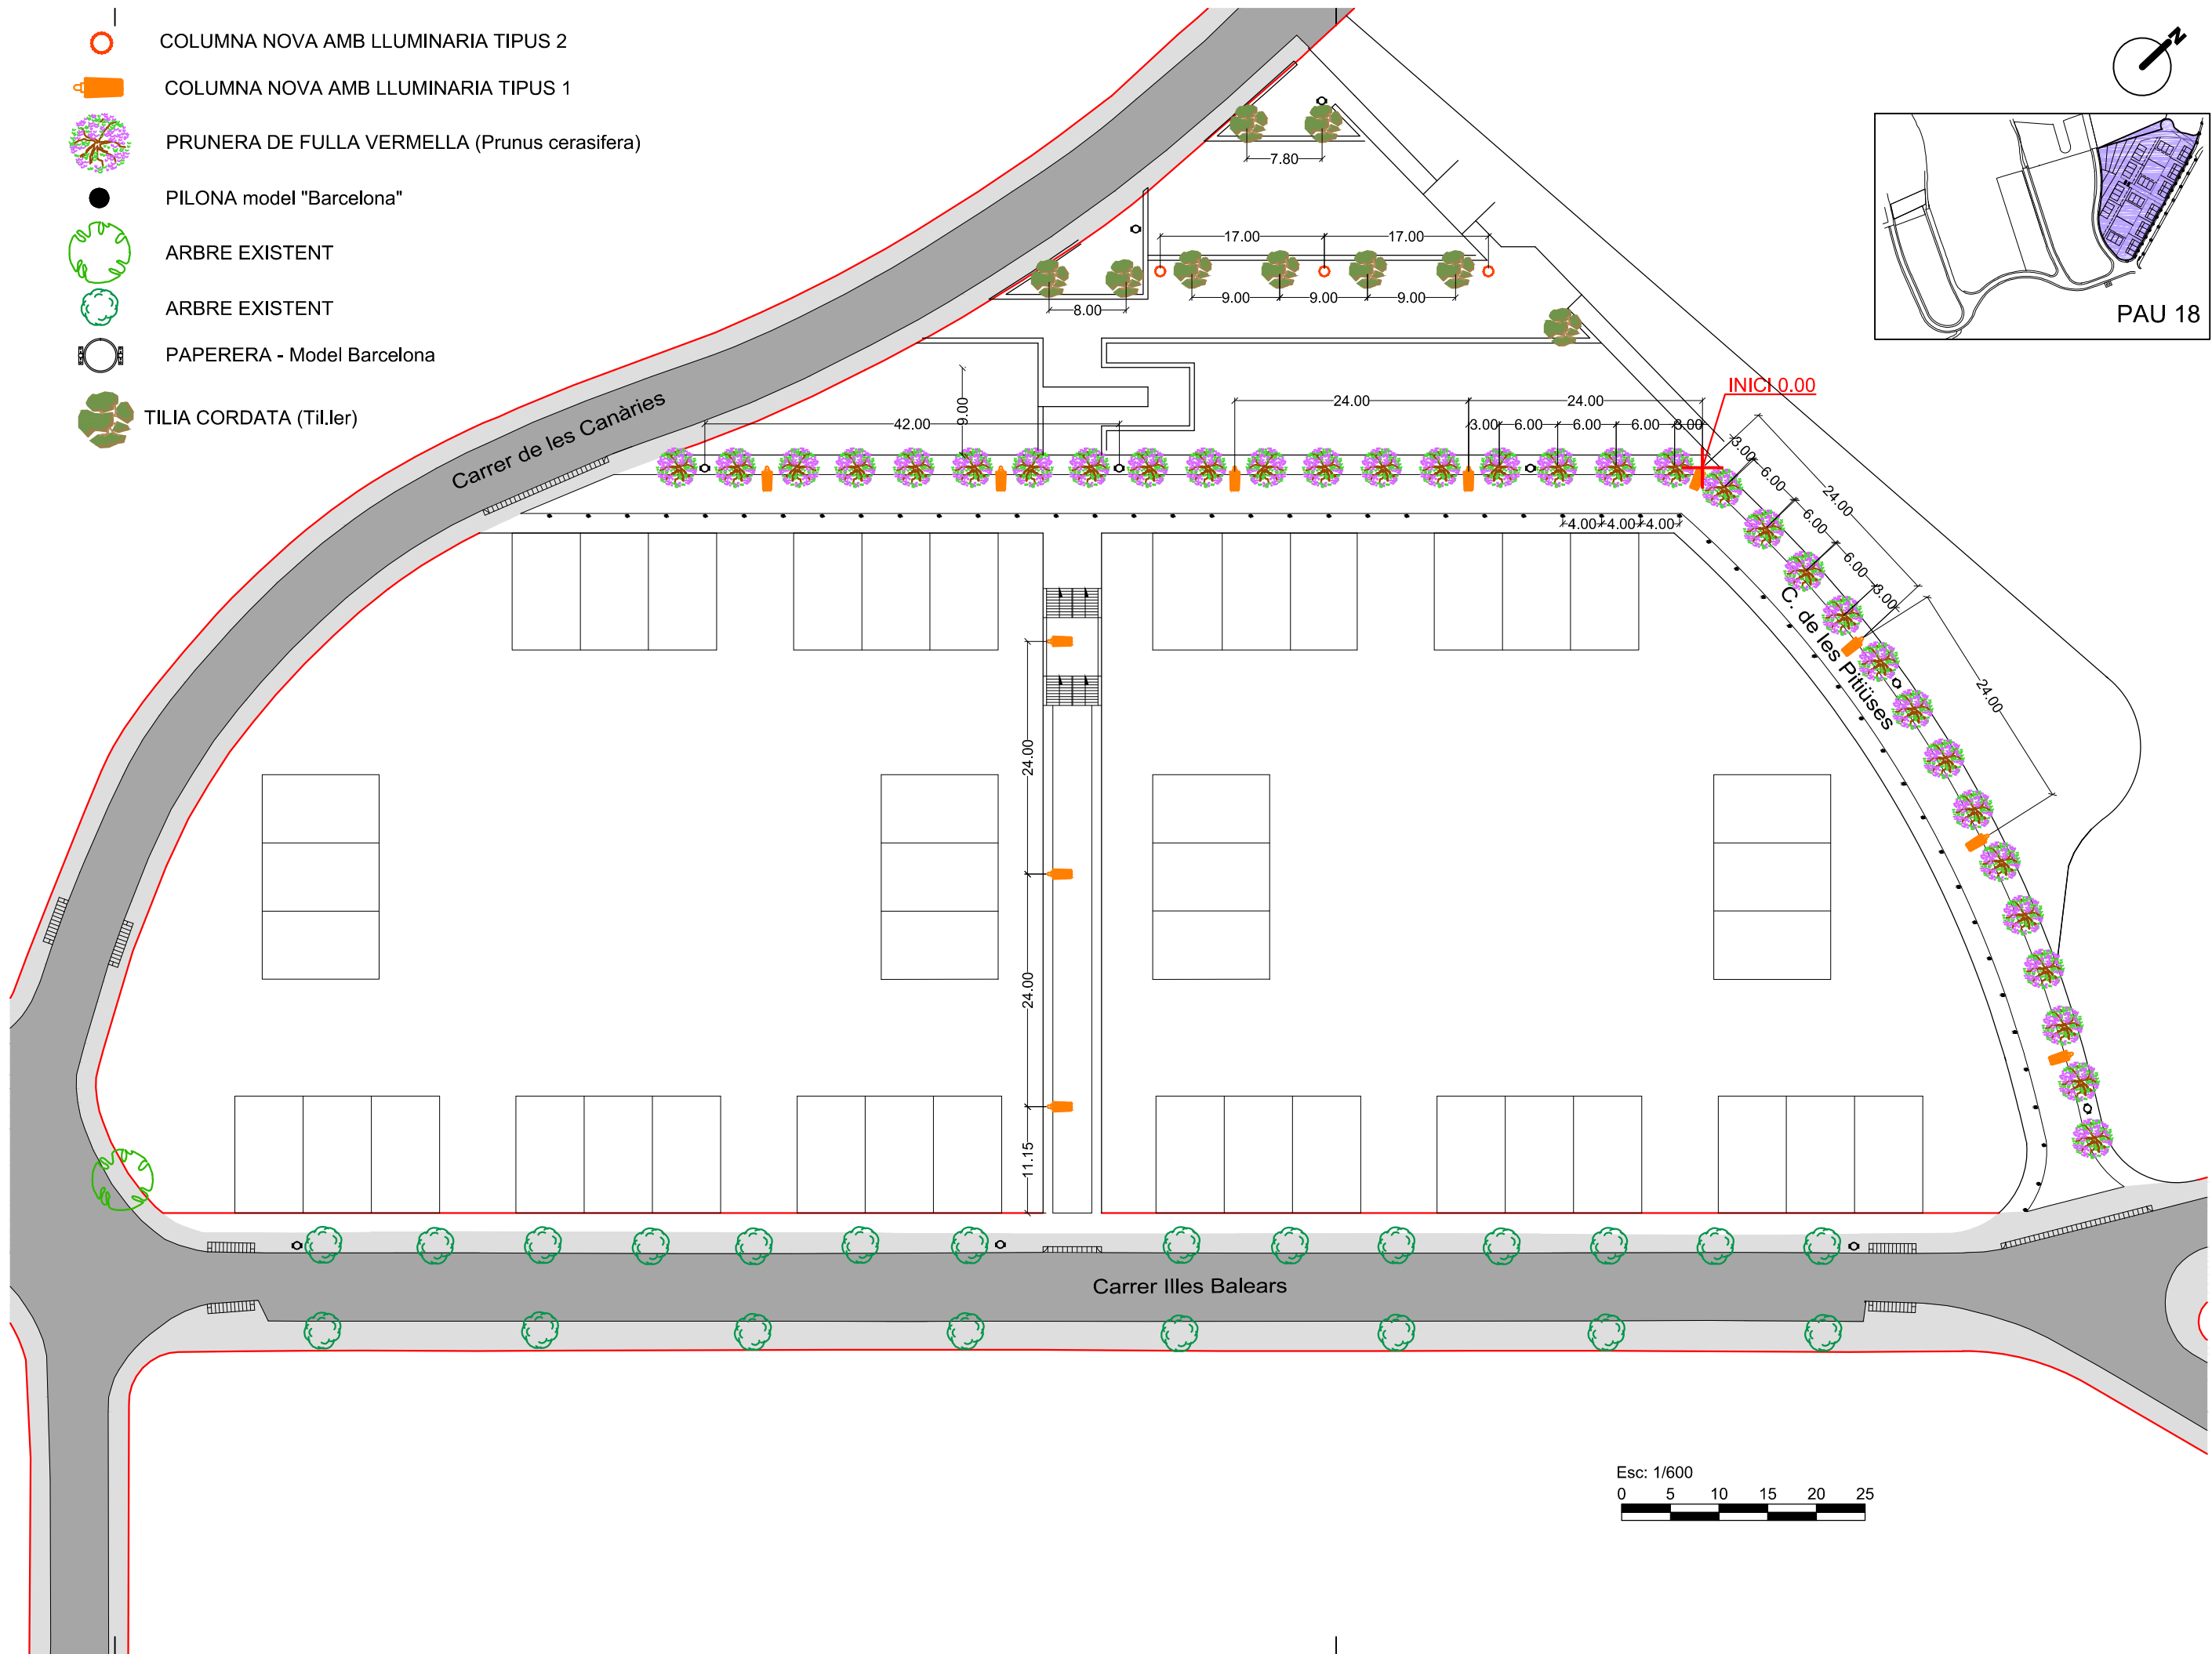 COLUMNA NOVA AMB LLUMINARIA TIPUS 2
COLUMNA NOVA AMB LLUMINARIA TIPUS 1
PRUNERA DE FULLA VERMELLA (Prunus cerasifera)
PILONA model "Barcelona"
ARBRE EXISTENT
ARBRE EXISTENT
PAPERERA - Model Barcelona
TILIA CORDATA (Til.ler)
N
PAU 18
7.80
17.00
17.00
9.00
9.00
9.00
8.00
INICI 0.00
24.00
24.00
42.00
9.00
3.00
6.00
6.00
6.00
3.00
3.00
6.00
6.00
6.00
3.00
24.00
24.00
4.00
4.00
4.00
Carrer de les Canàries
C. de les Pitiüses
24.00
24.00
11.15
Carrer Illes Balears
Esc: 1/600
0 5 10 15 20 25